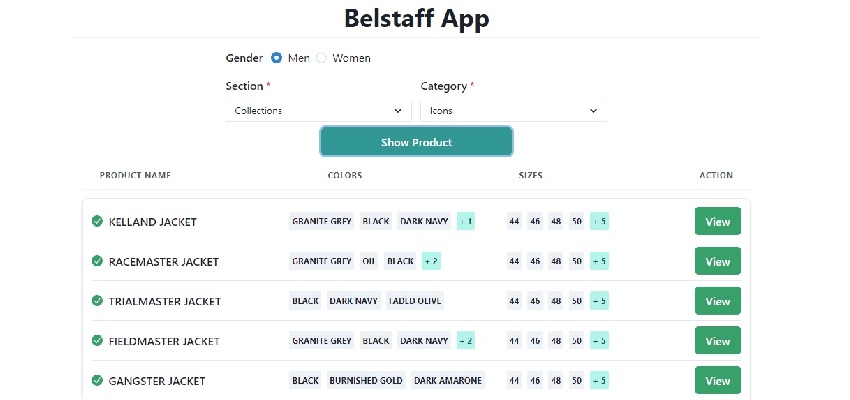 Belstaff App
Gender Men Women
Section * Category *
Collections Icons
Show Product
PRODUCT NAME COLORS SIZES ACTION
KELLAND JACKET GRANITE GREY BLACK DARK NAVY + 1 44 46 48 50 + 5 View
RACEMASTER JACKET GRANITE GREY OIL BLACK + 2 44 46 48 50 + 5 View
TRIALMASTER JACKET BLACK DARK NAVY FADED OLIVE 44 46 48 50 + 5 View
FIELDMASTER JACKET GRANITE GREY BLACK DARK NAVY + 2 44 46 48 50 + 5 View
GANGSTER JACKET BLACK BURNISHED GOLD DARK AMARONE 44 46 48 50 + 5 View